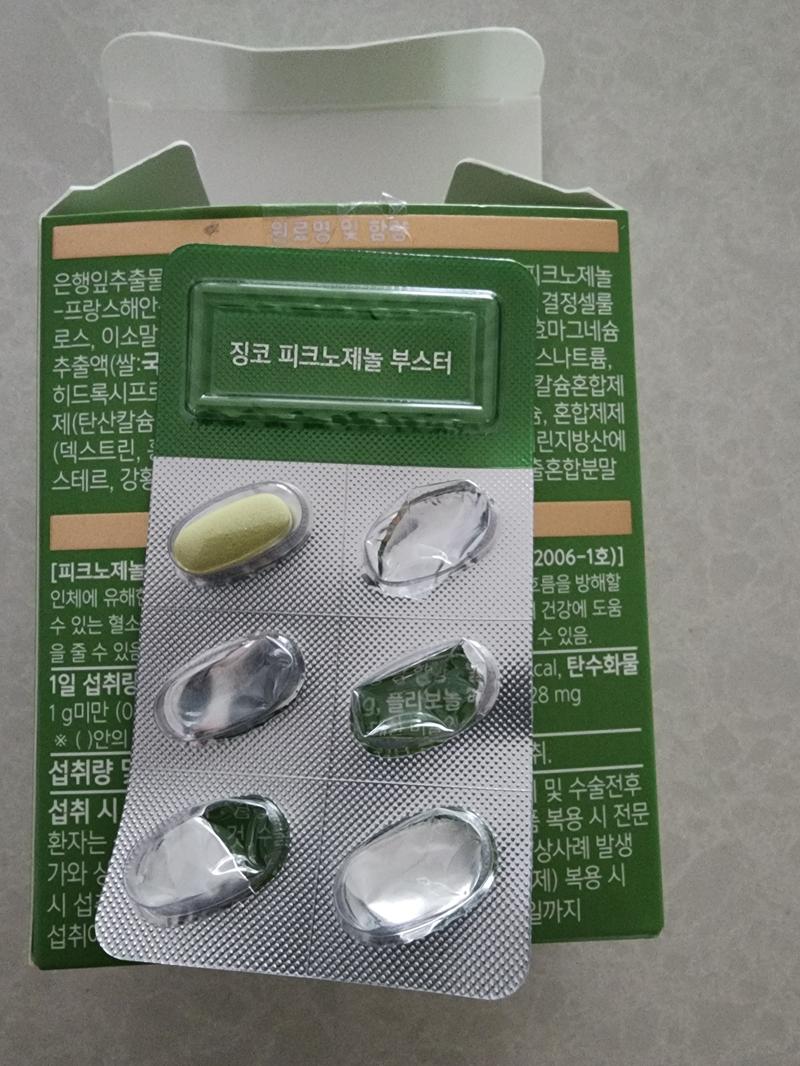 원료명 및 함량
은행잎추출물 피크노제놀
-프랑스해안 결정셀룰
로스, 이소말 마그네슘
추출액(쌀:국 스나트륨,
히드록시프로 칼슘혼합제
제(탄산칼슘 혼합제제
(덱스트린, 린지방산에
스테르, 강황 출혼합분말
징코 피크노제놀 부스터
[피크노제놀 2006-1호)]
인체에 유해한 흐름을 방해할
수 있는 혈소 건강에 도움
을 줄 수 있음 수 있음.
1일 섭취량 cal, 탄수화물
1 g미만 (0 28 mg
※ ( )안의
g, 플라보놀
섭취량 및 취.
섭취 시 및 수술전후
환자는 복용 시 전문
가와 상 상사례 발생
시 섭 제) 복용 시
섭취 일까지